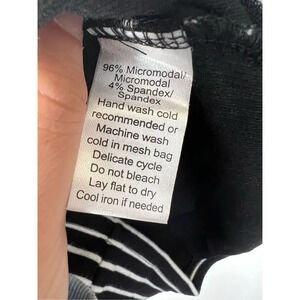 96% Micromodal/
Micromodal
4% Spandex/
Spandex
Hand wash cold
recommended or
Machine wash
cold in mesh bag
Delicate cycle
Do not bleach
Lay flat to dry
Cool iron if needed